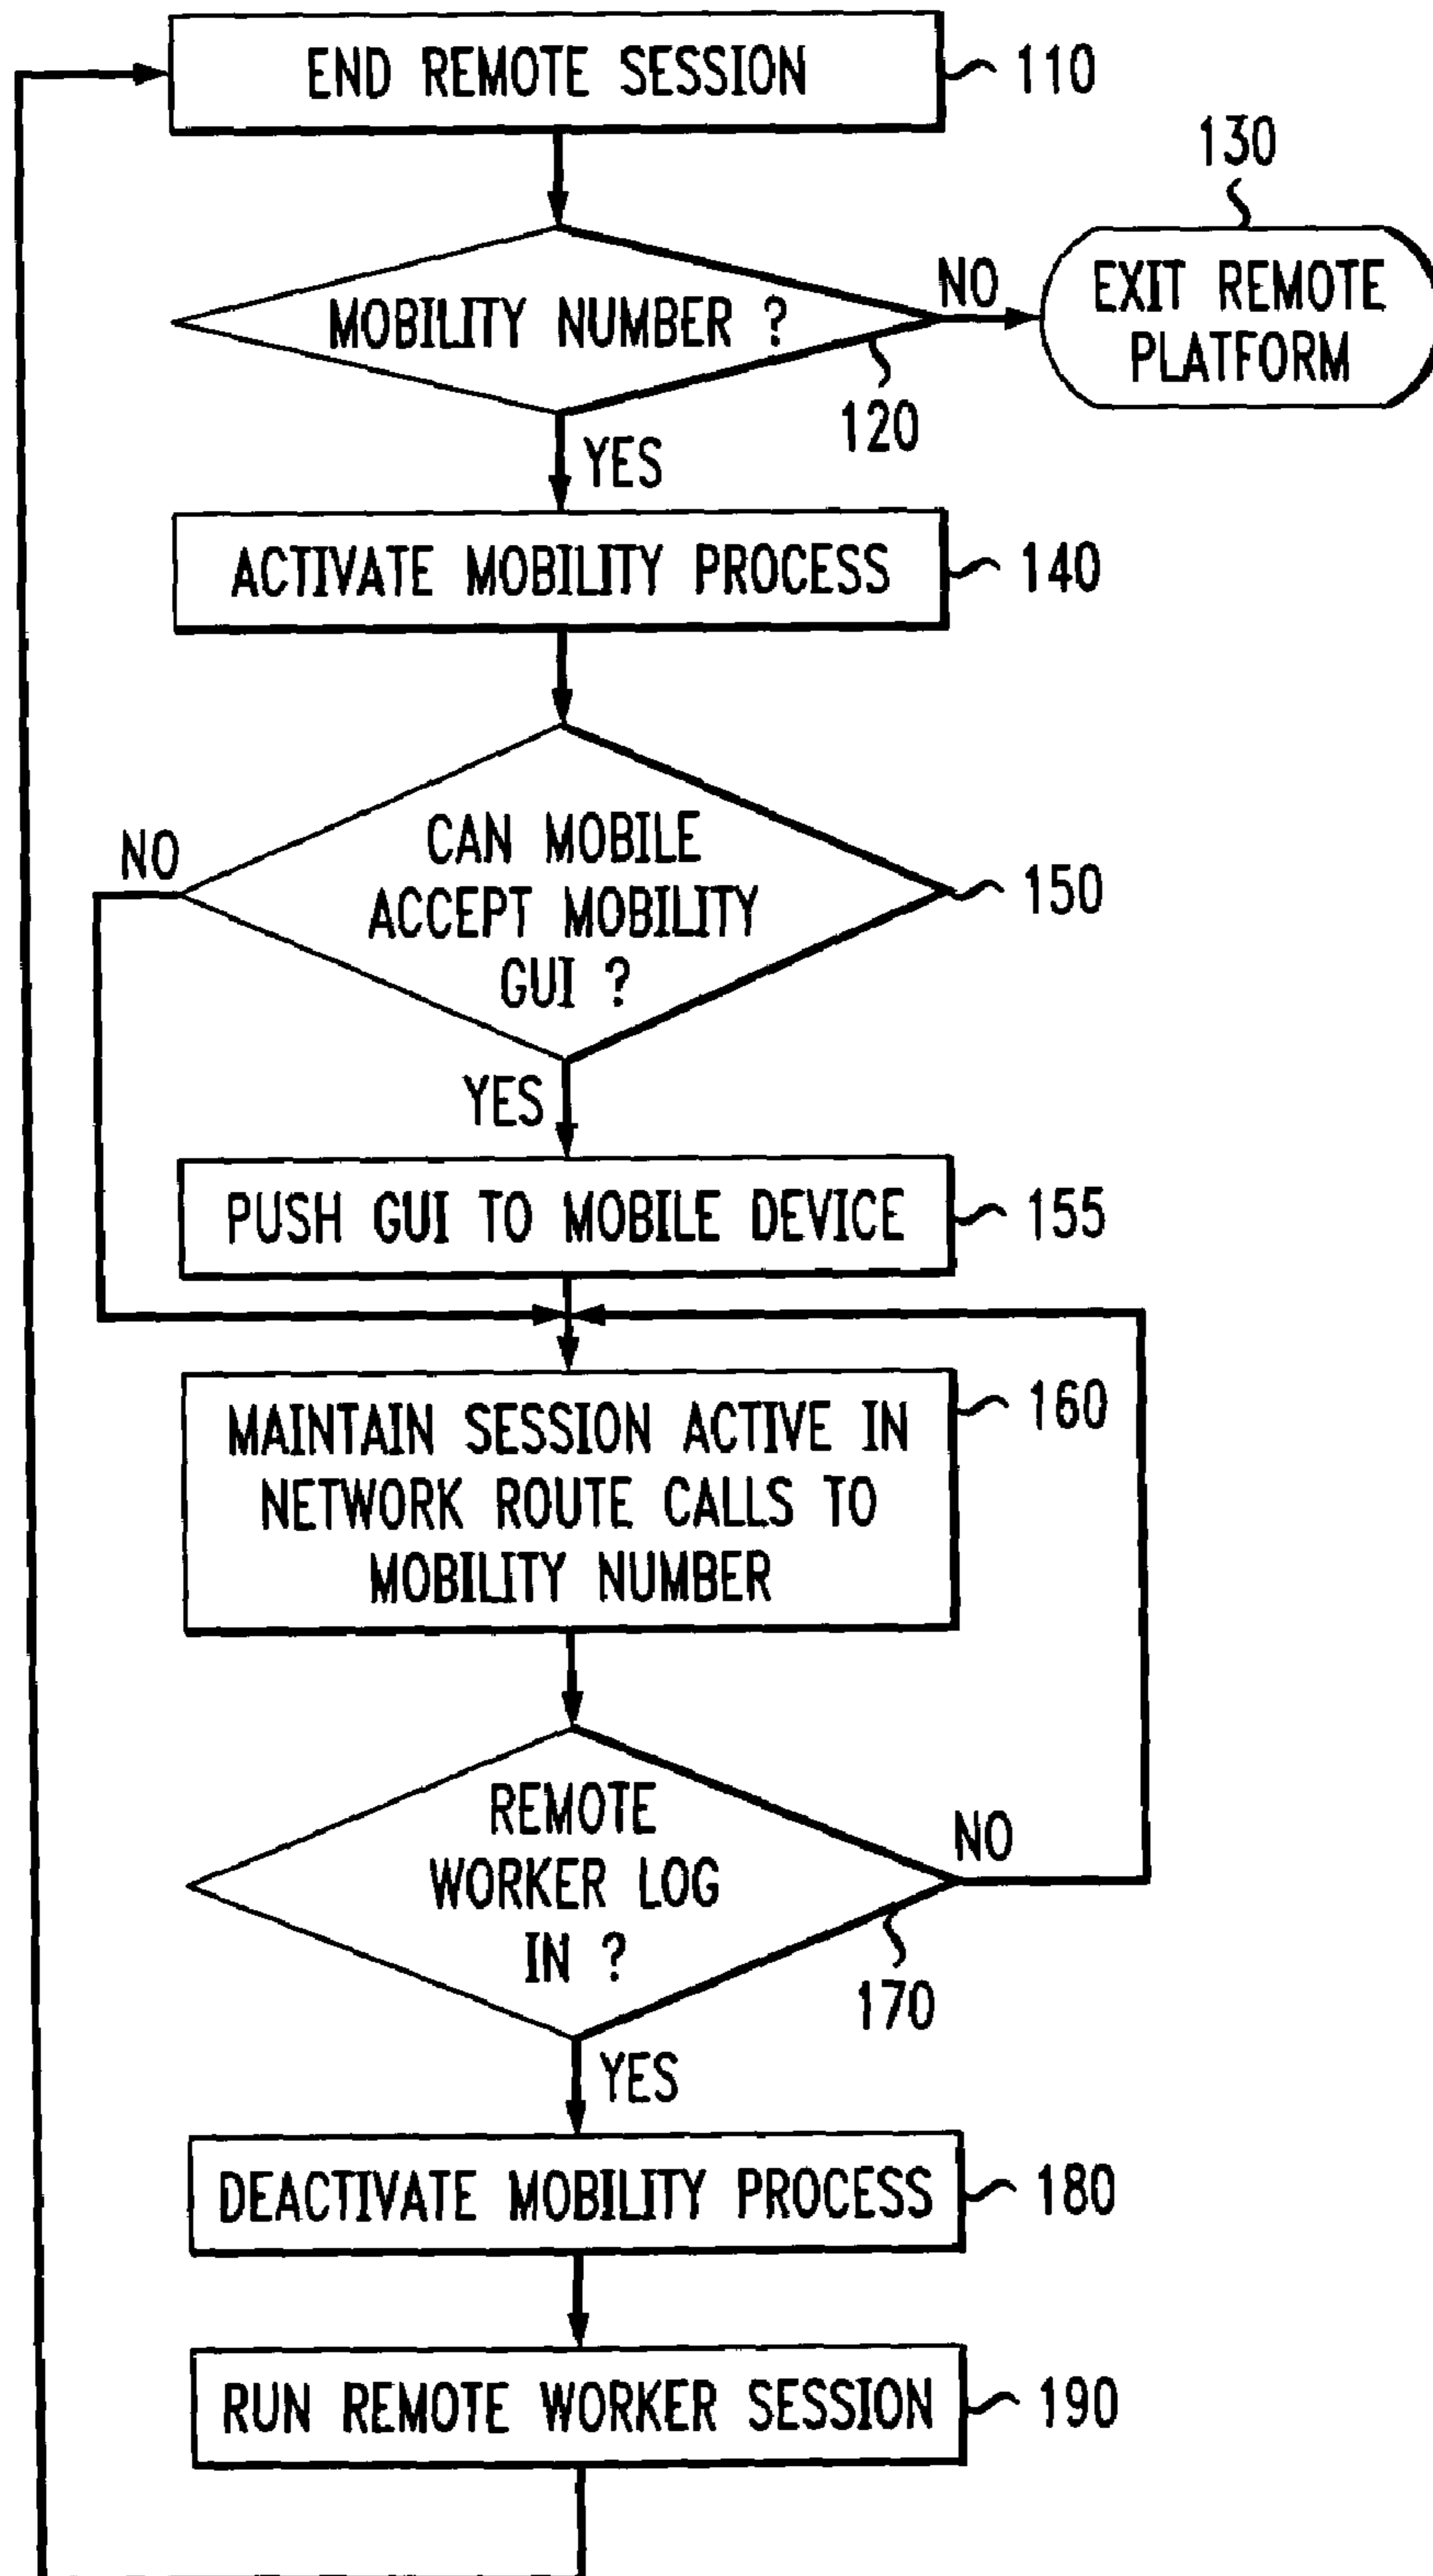 END REMOTE SESSION
110
130
MOBILITY NUMBER ?
NO
EXIT REMOTE
PLATFORM
120
YES
ACTIVATE MOBILITY PROCESS
140
NO
CAN MOBILE
ACCEPT MOBILITY
GUI ?
150
YES
PUSH GUI TO MOBILE DEVICE
155
MAINTAIN SESSION ACTIVE IN
NETWORK ROUTE CALLS TO
MOBILITY NUMBER
160
REMOTE
WORKER LOG
IN ?
NO
170
YES
DEACTIVATE MOBILITY PROCESS
180
RUN REMOTE WORKER SESSION
190